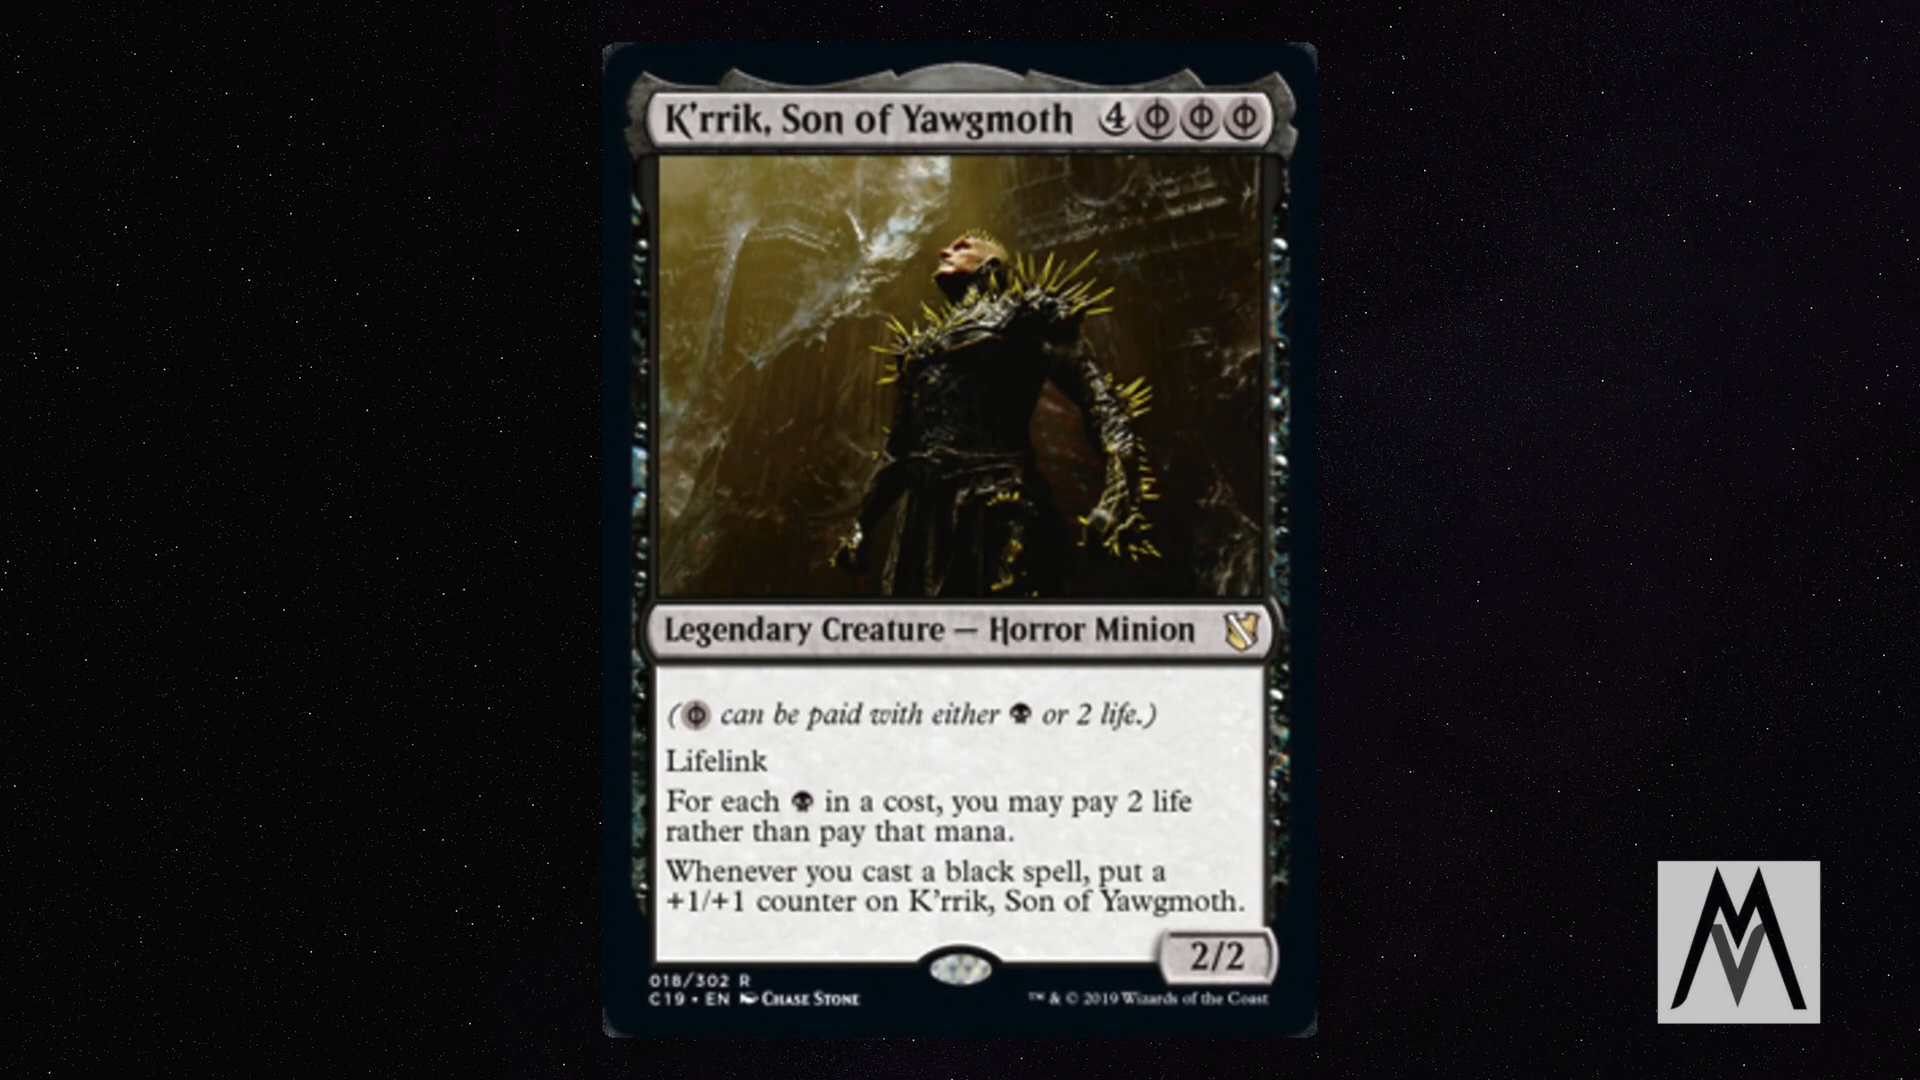 K'rrik, Son of Yawgmoth 4
Legendary Creature — Horror Minion
( can be paid with either or 2 life.)
Lifelink
For each in a cost, you may pay 2 life
rather than pay that mana.
Whenever you cast a black spell, put a
+1/+1 counter on K'rrik, Son of Yawgmoth.
2/2
018/302 R
C19 • EN Chase Stone
™ & © 2019 Wizards of the Coast